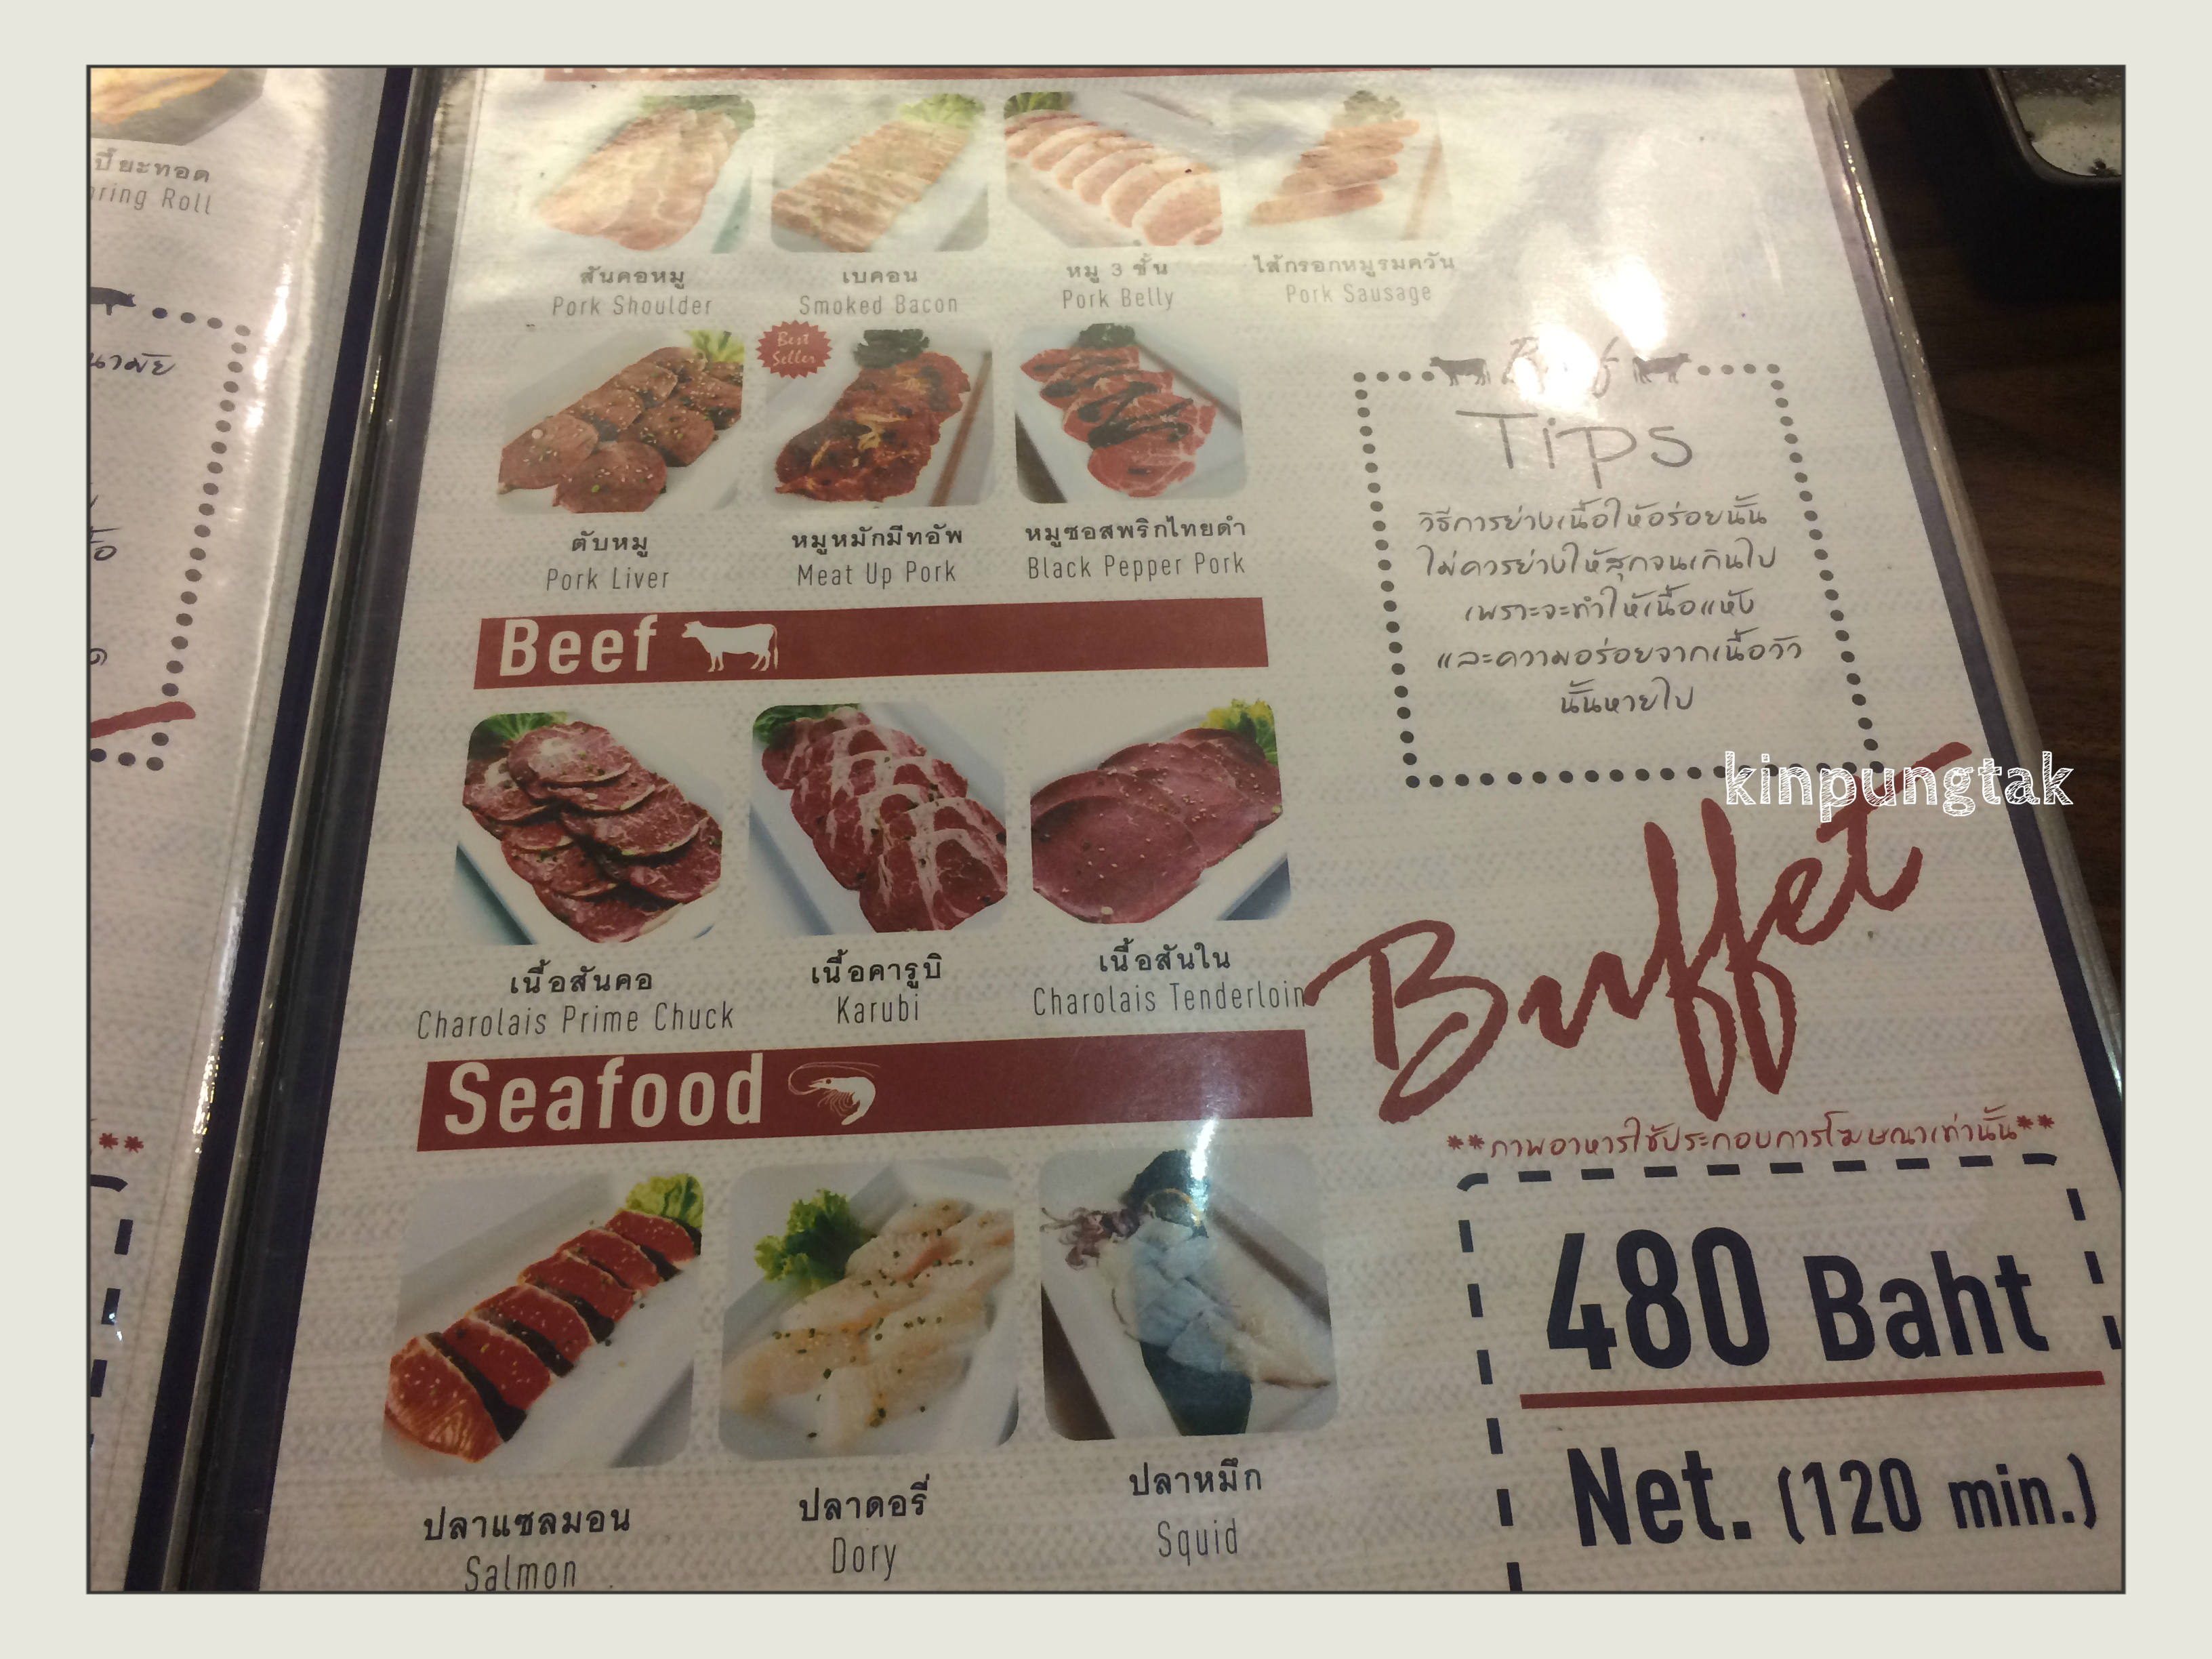 ทอด
Roll
สันคอหมู
Pork Shoulder
เบคอน
Smoked Bacon
หมู 3 ชั้น
Pork Belly
ไส้กรอกหมูรมควัน
Pork Sausage
Best
Seller
ตับหมู
Pork Liver
หมูหมักมีทอัพ
Meat Up Pork
หมูซอสพริกไทยดำ
Black Pepper Pork
Beef
Tips
วิธีการย่างเนื้อให้อร่อยนั้น
ไม่ควรย่างให้สุกจนเกินไป
เพราะจะทำให้เนื้อแห้ง
และความอร่อยจากเนื้อวัว
นั้นหายไป
Beef
เนื้อสันคอ
Charolais Prime Chuck
เนื้อคารูบิ
Karubi
เนื้อสันใน
Charolais Tenderloin
kinpungtak
Buffet
**ภาพอาหารใช้ประกอบการโฆษณาเท่านั้น**
Seafood
ปลาแซลมอน
Salmon
ปลาดอรี่
Dory
ปลาหมึก
Squid
480 Baht
Net. (120 min.)